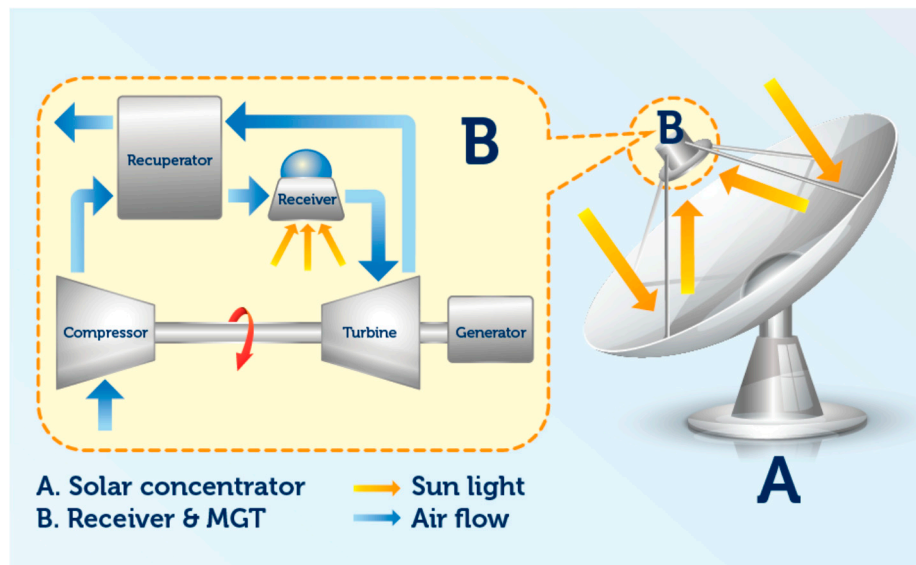 B
Recuperator
Receiver
Compressor
Turbine
Generator
B
A
A. Solar concentrator
B. Receiver & MGT
Sun light
Air flow